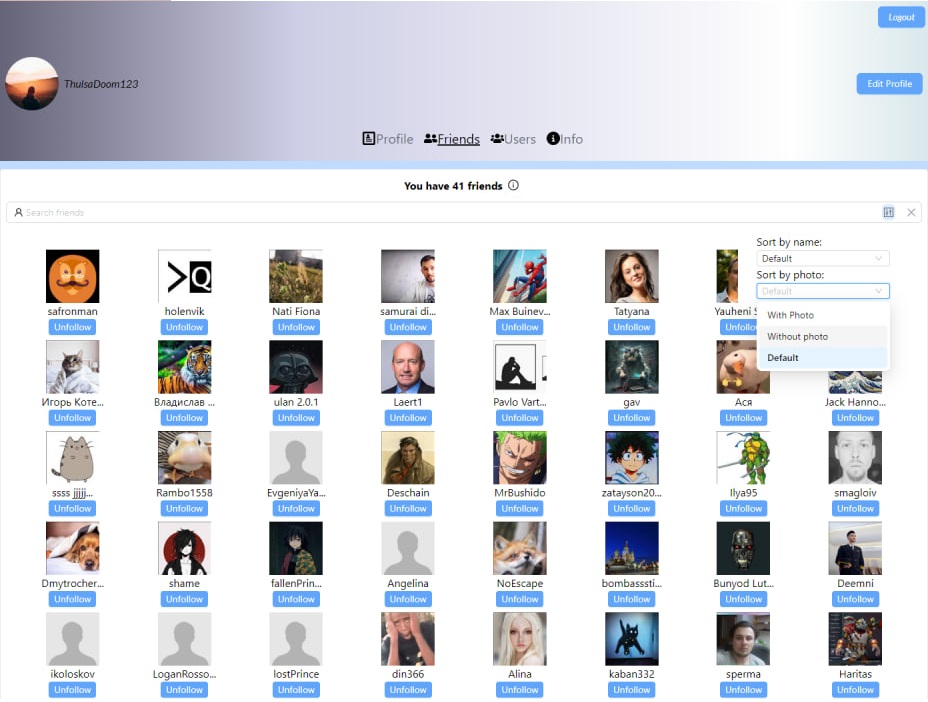 Logout
ThulsaDoom123
Edit Profile
Profile Friends Users Info
You have 41 friends
Search friends
Sort by name:
Default
Sort by photo:
Default
With Photo
Without photo
Default
safronman holenvik Nati Fiona samurai di... Max Buinev... Tatyana Yauheni
Unfollow Unfollow Unfollow Unfollow Unfollow Unfollow
Игорь Коте... Владислав ... ulan 2.0.1 Laert1 Pavlo Vart... gav Ася Jack Hanno...
Unfollow Unfollow Unfollow Unfollow Unfollow Unfollow Unfollow Unfollow
ssss jjjjj... Rambo1558 EvgeniyaYa... Deschain MrBushido zatayson20... Ilya95 smagloiv
Unfollow Unfollow Unfollow Unfollow Unfollow Unfollow Unfollow Unfollow
Dmytrocher... shame fallenPrin... Angelina NoEscape bombasssti... Bunyod Lut... Deemni
Unfollow Unfollow Unfollow Unfollow Unfollow Unfollow Unfollow Unfollow
ikoloskov LoganRosso... lostPrince din366 Alina kaban332 sperma Haritas
Unfollow Unfollow Unfollow Unfollow Unfollow Unfollow Unfollow Unfollow